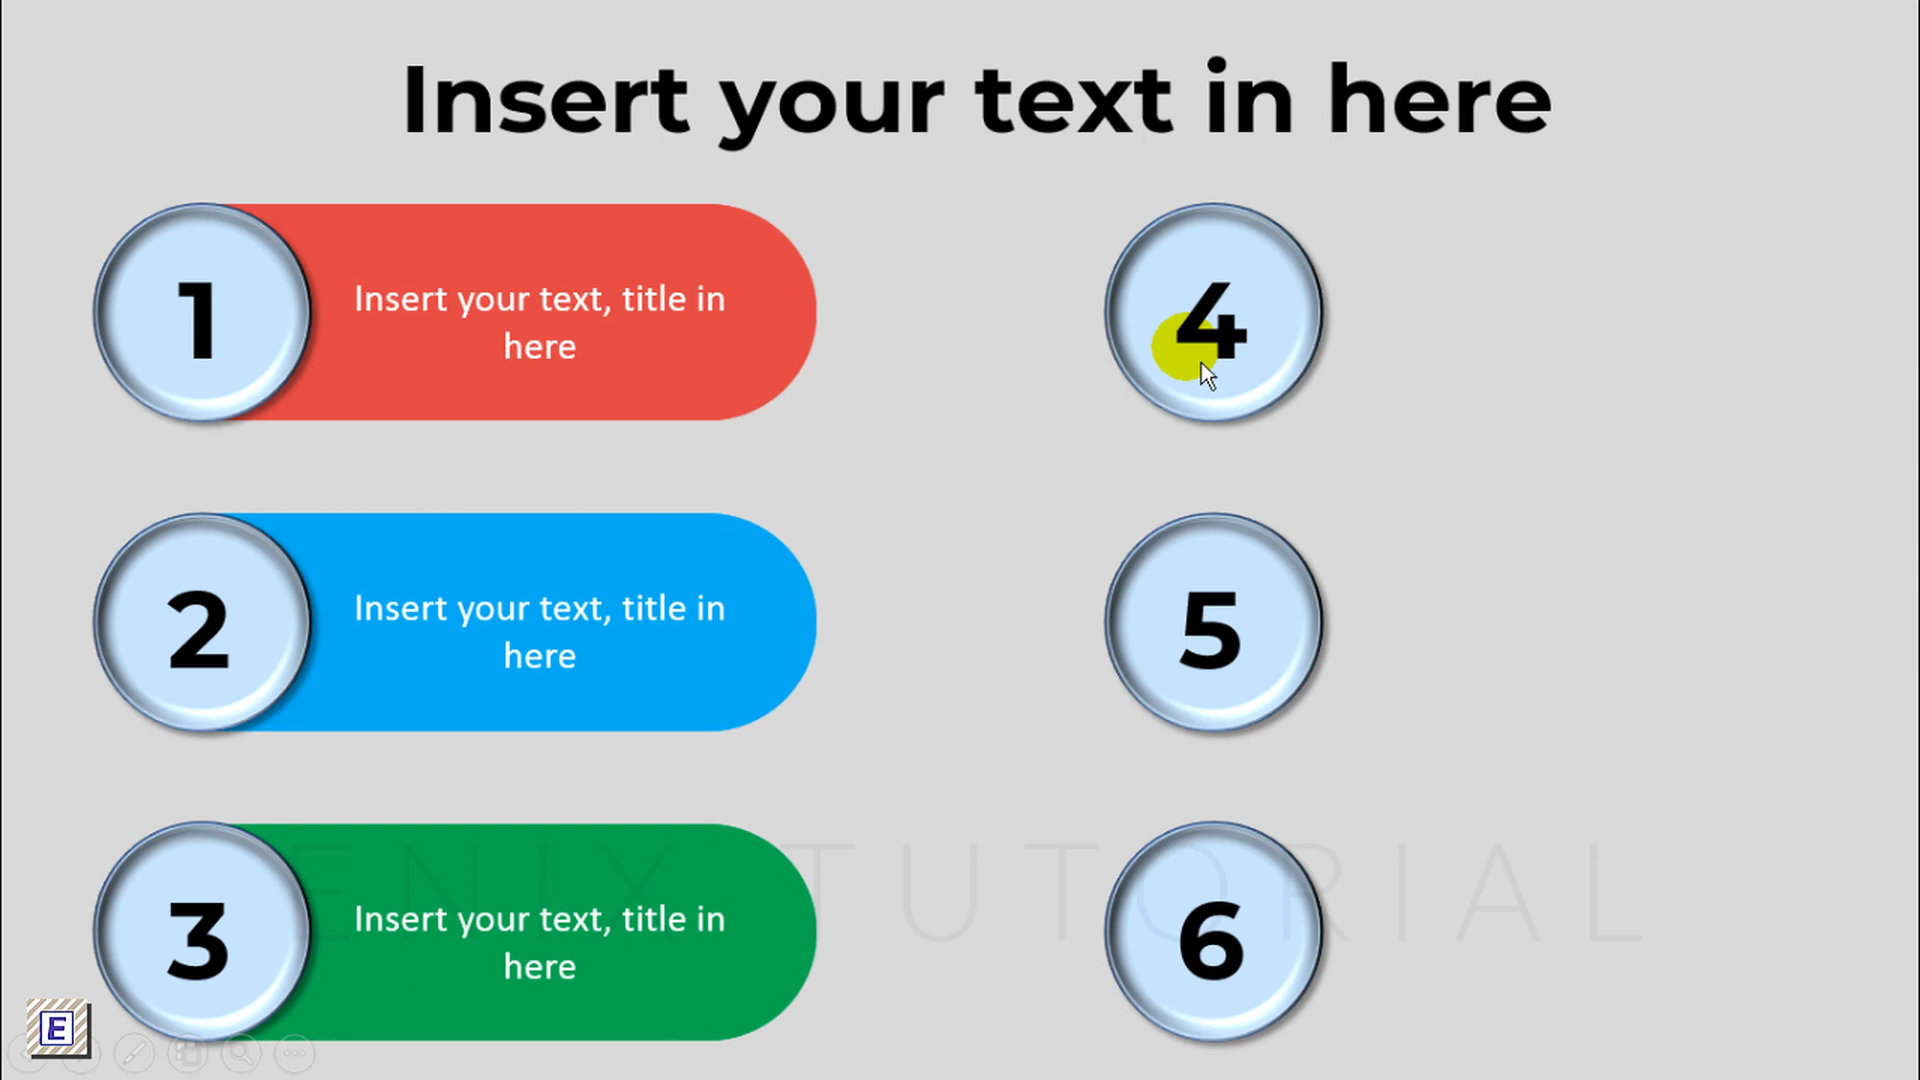 Insert your text in here
1
Insert your text, title in
here
2
Insert your text, title in
here
3
Insert your text, title in
here
4
5
6
ENIX TUTORIAL
E